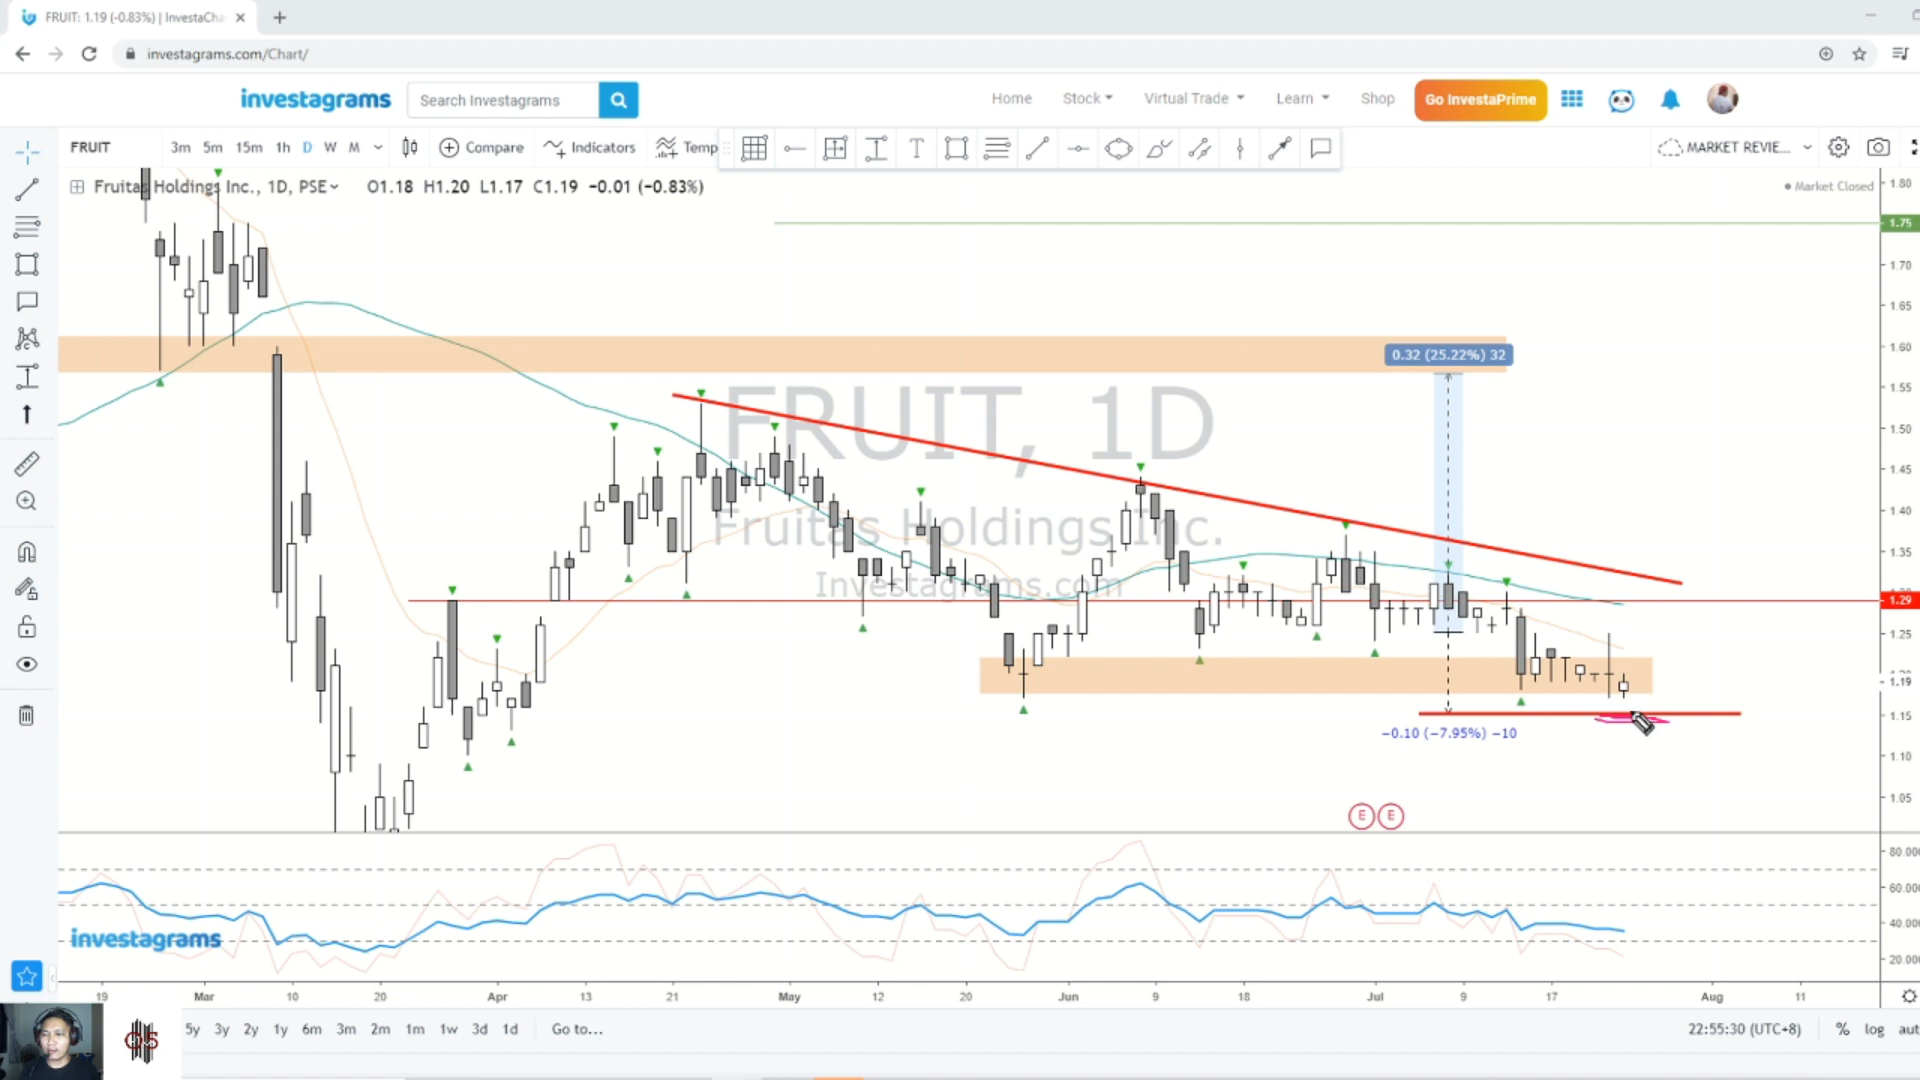 FRUIT: 1.19 (-0.83%) | InvestaCha
investagrams.com/Chart/
investagrams
Search Investagrams
Home
Stock
Virtual Trade
Learn
Shop
Go InvestaPrime
FRUIT
3m 5m 15m 1h D W M
Compare
Indicators
Temp
MARKET REVIE...
Fruitas Holdings Inc., 1D, PSE O1.18 H1.20 L1.17 C1.19 −0.01 (−0.83%)
Market Closed
1.80
1.75
1.70
1.65
1.60
1.55
1.50
1.45
1.40
1.35
1.29
1.25
1.19
1.15
1.10
1.05
0.32 (25.22%) 32
FRUIT, 1D
Fruitas Holdings Inc.
Investagrams.com
−0.10 (−7.95%) −10
E E
80.000
60.000
40.000
20.000
investagrams
19 Mar 10 20 Apr 13 21 May 12 20 Jun 9 18 Jul 9 17 Aug 11
5y 3y 2y 1y 6m 3m 2m 1m 1w 3d 1d Go to...
22:55:30 (UTC+8) % log aut